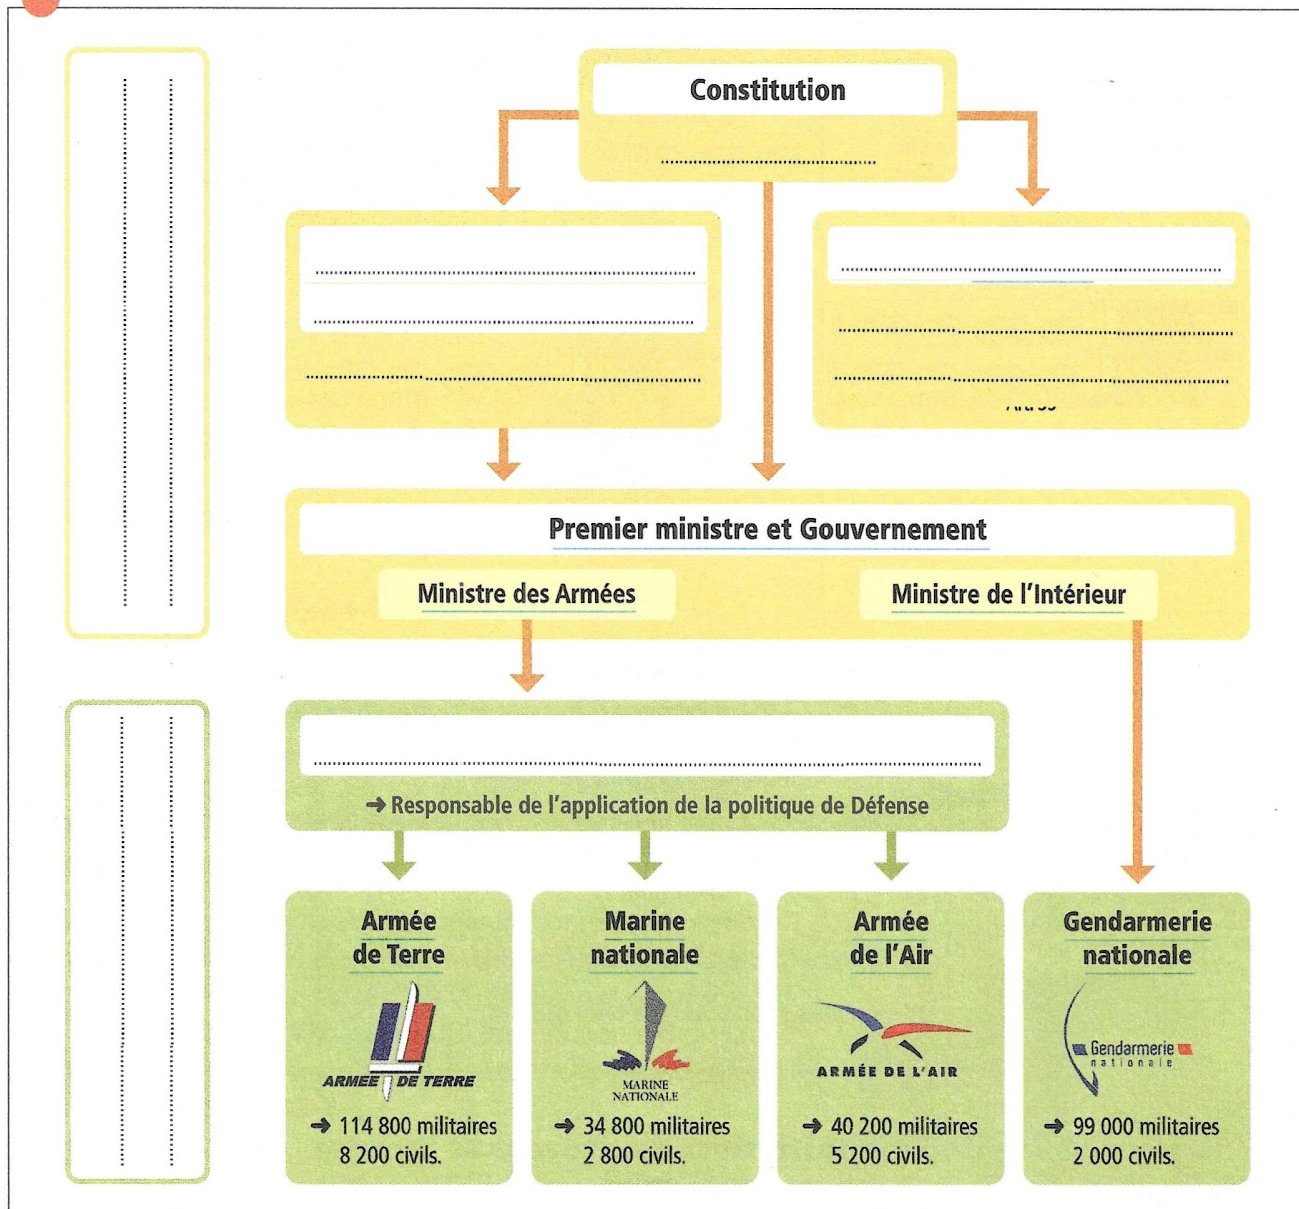 Constitution
Premier ministre et Gouvernement
Ministre des Armées
Ministre de l'Intérieur
→ Responsable de l'application de la politique de Défense
Armée
de Terre
ARMÉE DE TERRE
→ 114 800 militaires
8 200 civils.
Marine
nationale
MARINE
NATIONALE
→ 34 800 militaires
2 800 civils.
Armée
de l'Air
ARMÉE DE L'AIR
→ 40 200 militaires
5 200 civils.
Gendarmerie
nationale
Gendarmerie
nationale
→ 99 000 militaires
2 000 civils.